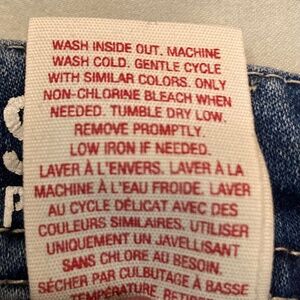 WASH INSIDE OUT. MACHINE
WASH COLD. GENTLE CYCLE
WITH SIMILAR COLORS. ONLY
NON-CHLORINE BLEACH WHEN
NEEDED. TUMBLE DRY LOW.
REMOVE PROMPTLY.
LOW IRON IF NEEDED.
LAVER À L'ENVERS. LAVER À LA
MACHINE À L'EAU FROIDE. LAVER
AU CYCLE DÉLICAT AVEC DES
COULEURS SIMILAIRES. UTILISER
UNIQUEMENT UN JAVELLISANT
SANS CHLORE AU BESOIN.
SÉCHER PAR CULBUTAGE À BASSE
TEMPÉRATURE.